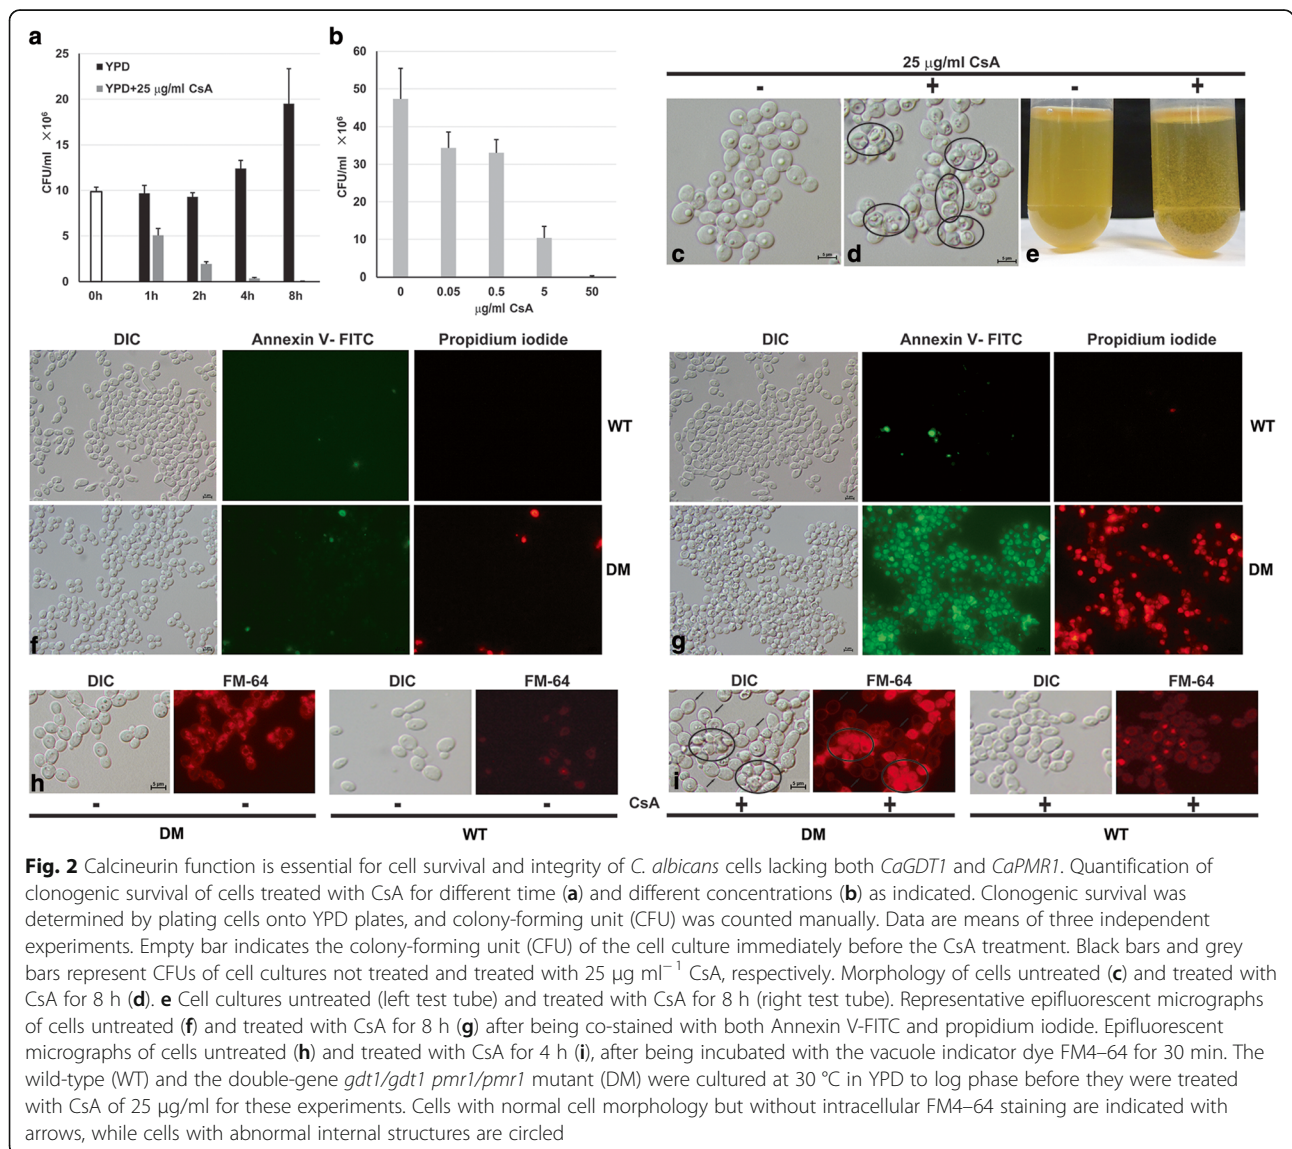 a
b
25
20
15
10
5
0
CFU/ml ×10⁶
YPD
YPD+25 µg/ml CsA
0h 1h 2h 4h 8h
60
50
40
30
20
10
0
CFU/ml ×10⁶
0 0.05 0.5 5 50
µg/ml CsA
25 µg/ml CsA
- + - +
c
5 µm
d
5 µm
e
DIC Annexin V- FITC Propidium iodide
WT
DM
f
DIC Annexin V- FITC Propidium iodide
WT
DM
g
DIC FM-64 DIC FM-64
h
5 µm
- - - -
DM WT
DIC FM-64 DIC FM-64
i
5 µm
CsA + + + +
DM WT
Fig. 2 Calcineurin function is essential for cell survival and integrity of C. albicans cells lacking both CaGDT1 and CaPMR1. Quantification of
clonogenic survival of cells treated with CsA for different time (a) and different concentrations (b) as indicated. Clonogenic survival was
determined by plating cells onto YPD plates, and colony-forming unit (CFU) was counted manually. Data are means of three independent
experiments. Empty bar indicates the colony-forming unit (CFU) of the cell culture immediately before the CsA treatment. Black bars and grey
bars represent CFUs of cell cultures not treated and treated with 25 µg ml⁻¹ CsA, respectively. Morphology of cells untreated (c) and treated with
CsA for 8 h (d). e Cell cultures untreated (left test tube) and treated with CsA for 8 h (right test tube). Representative epifluorescent micrographs
of cells untreated (f) and treated with CsA for 8 h (g) after being co-stained with both Annexin V-FITC and propidium iodide. Epifluorescent
micrographs of cells untreated (h) and treated with CsA for 4 h (i), after being incubated with the vacuole indicator dye FM4–64 for 30 min. The
wild-type (WT) and the double-gene gdt1/gdt1 pmr1/pmr1 mutant (DM) were cultured at 30 °C in YPD to log phase before they were treated
with CsA of 25 µg/ml for these experiments. Cells with normal cell morphology but without intracellular FM4–64 staining are indicated with
arrows, while cells with abnormal internal structures are circled